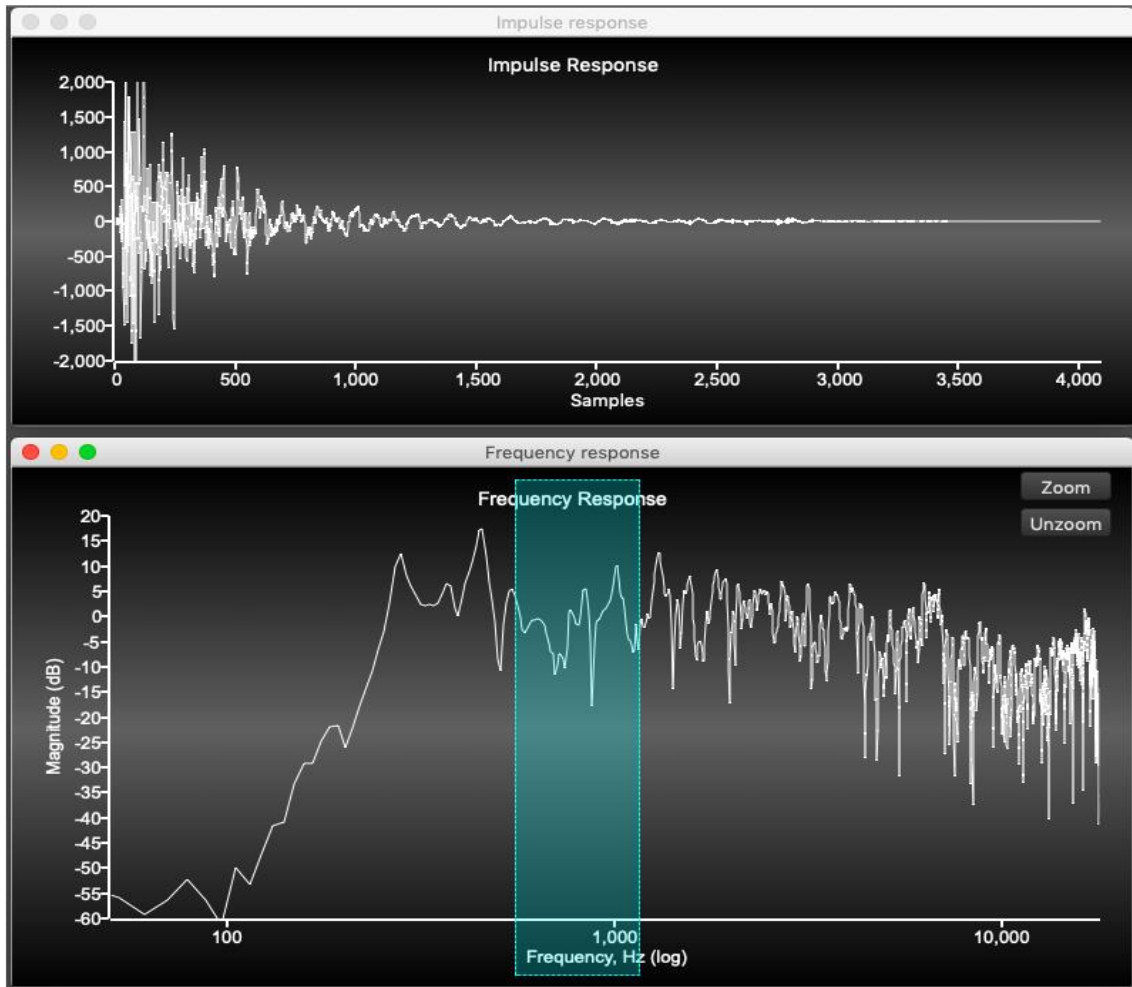 Impulse response
Impulse Response
2,000
1,500
1,000
500
0
-500
-1,000
-1,500
-2,000
0 500 1,000 1,500 2,000 2,500 3,000 3,500 4,000
Samples
Frequency response
Zoom
Frequency Response
Unzoom
20
15
10
5
0
-5
-10
-15
-20
-25
-30
-35
-40
-45
-50
-55
-60
Magnitude (dB)
100 1,000 10,000
Frequency, Hz (log)